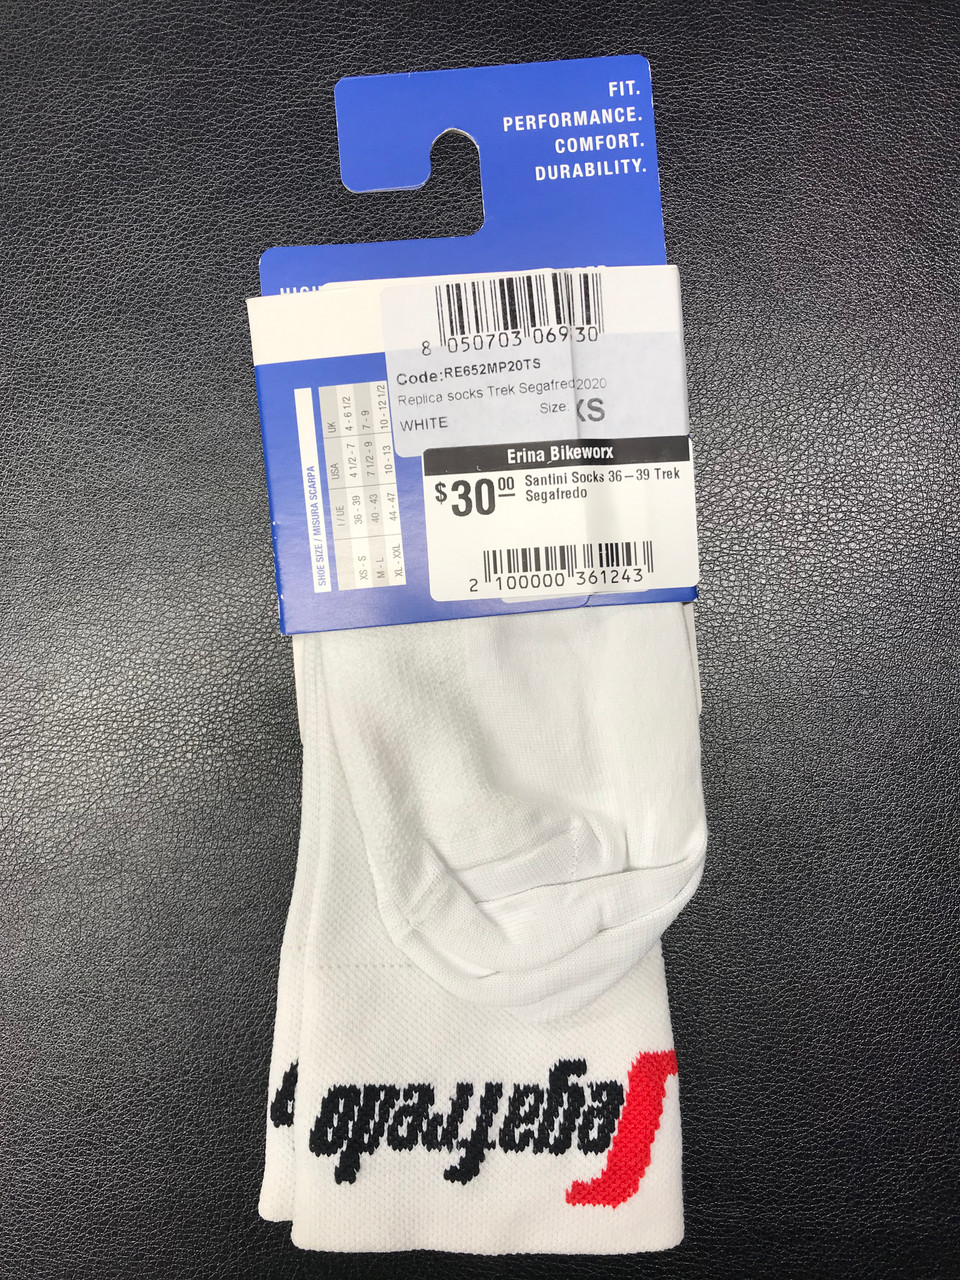 FIT.
PERFORMANCE.
COMFORT.
DURABILITY.
8 050703 06930
Code:RE652MP20TS
Replica socks Trek Segafred 2020
WHITE
Size: XS
Erina Bikeworx
$30 00
Santini Socks 36-39 Trek
Segafredo
2 100000 361243
SHOE SIZE / MISURA SCARPA
I / UE USA UK
XS - S 36 - 39 4 1/2 - 7 4 - 6 1/2
M - L 40 - 43 7 1/2 - 9 7 - 9
XL - XXL 44 - 47 10 - 13 10 - 12 1/2
Segafredo